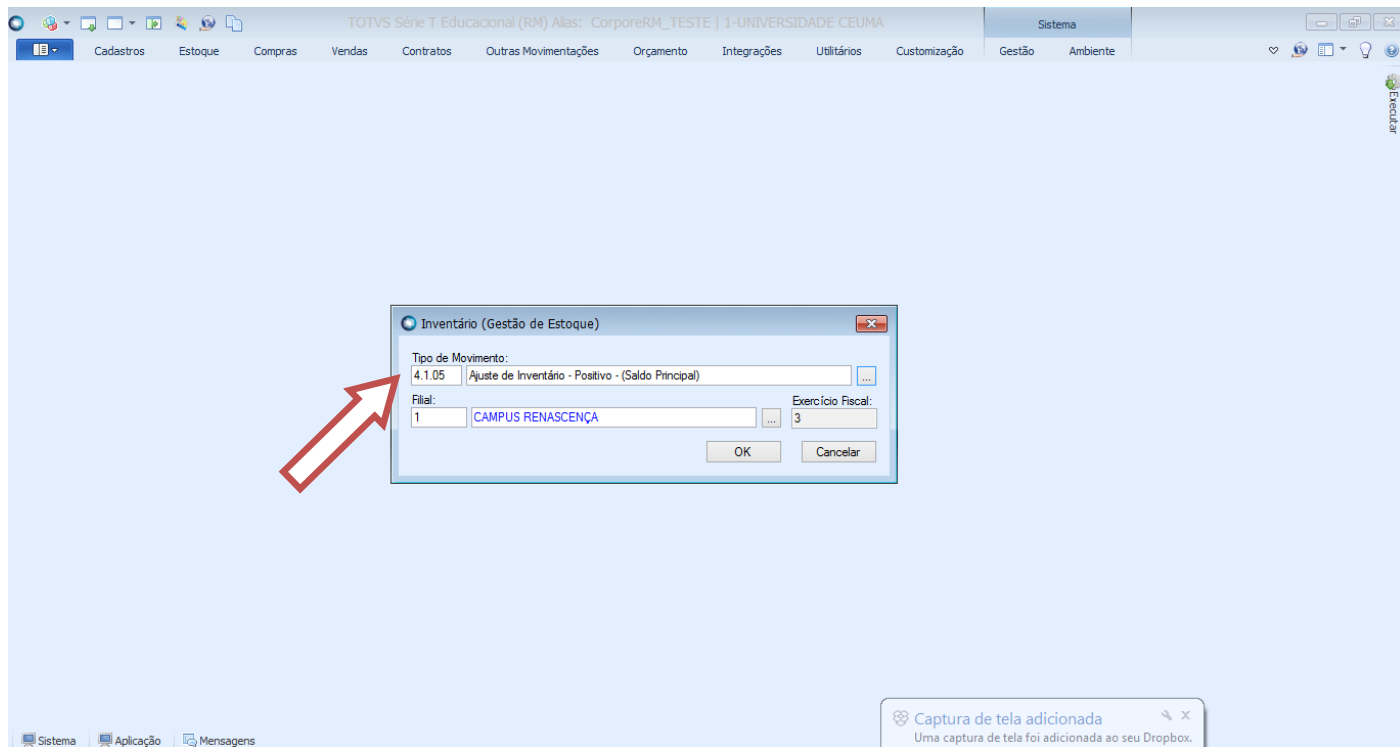 TOTVS Série T Educacional (RM) Alias: CorporeRM_TESTE | 1-UNIVERSIDADE CEUMA
Sistema
Cadastros Estoque Compras Vendas Contratos Outras Movimentações Orçamento Integrações Utilitários Customização Gestão Ambiente
Executar
Inventário (Gestão de Estoque)
Tipo de Movimento:
4.1.05 Ajuste de Inventário - Positivo - (Saldo Principal) ...
Filial: Exercício Fiscal:
1 CAMPUS RENASCENÇA ... 3
OK Cancelar
Captura de tela adicionada
Uma captura de tela foi adicionada ao seu Dropbox.
Sistema Aplicação Mensagens